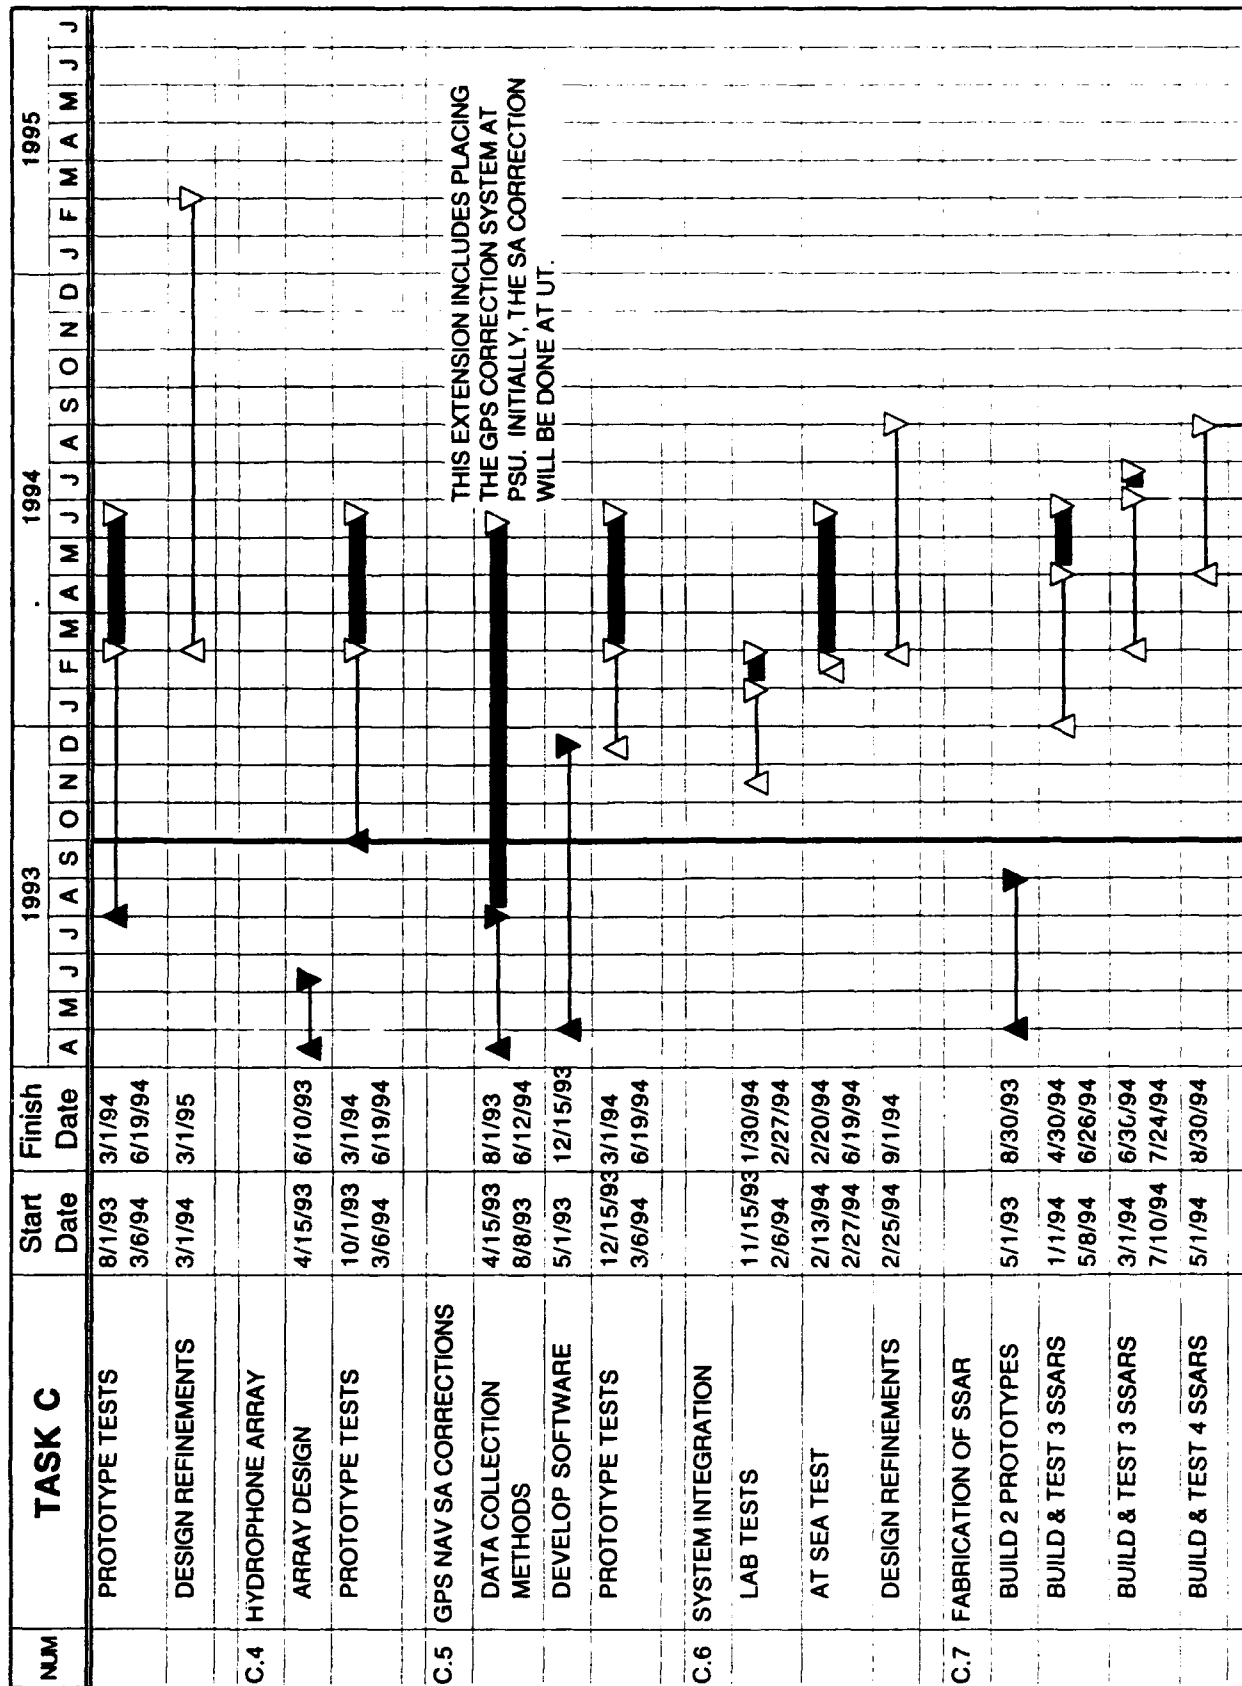 NUM TASK C Start Date Finish Date 1993 1994 1995
A M J J A S O N D J F M A M J J A S O N D J F M A M J J
PROTOTYPE TESTS 8/1/93 3/1/94
3/6/94 6/19/94
DESIGN REFINEMENTS 3/1/94 3/1/95
C.4 HYDROPHONE ARRAY
ARRAY DESIGN 4/15/93 6/10/93
PROTOTYPE TESTS 10/1/93 3/1/94
3/6/94 6/19/94
C.5 GPS NAV SA CORRECTIONS
DATA COLLECTION 4/15/93 8/1/93
METHODS 8/8/93 6/12/94
THIS EXTENSION INCLUDES PLACING
THE GPS CORRECTION SYSTEM AT
PSU. INITIALLY, THE SA CORRECTION
WILL BE DONE AT UT.
DEVELOP SOFTWARE 5/1/93 12/15/93
PROTOTYPE TESTS 12/15/93 3/1/94
3/6/94 6/19/94
C.6 SYSTEM INTEGRATION
LAB TESTS 11/15/93 1/30/94
2/6/94 2/27/94
AT SEA TEST 2/13/94 2/20/94
2/27/94 6/19/94
DESIGN REFINEMENTS 2/25/94 9/1/94
C.7 FABRICATION OF SSAR
BUILD 2 PROTOTYPES 5/1/93 8/30/93
BUILD & TEST 3 SSARS 1/1/94 4/30/94
5/8/94 6/26/94
BUILD & TEST 3 SSARS 3/1/94 6/30/94
7/10/94 7/24/94
BUILD & TEST 4 SSARS 5/1/94 8/30/94